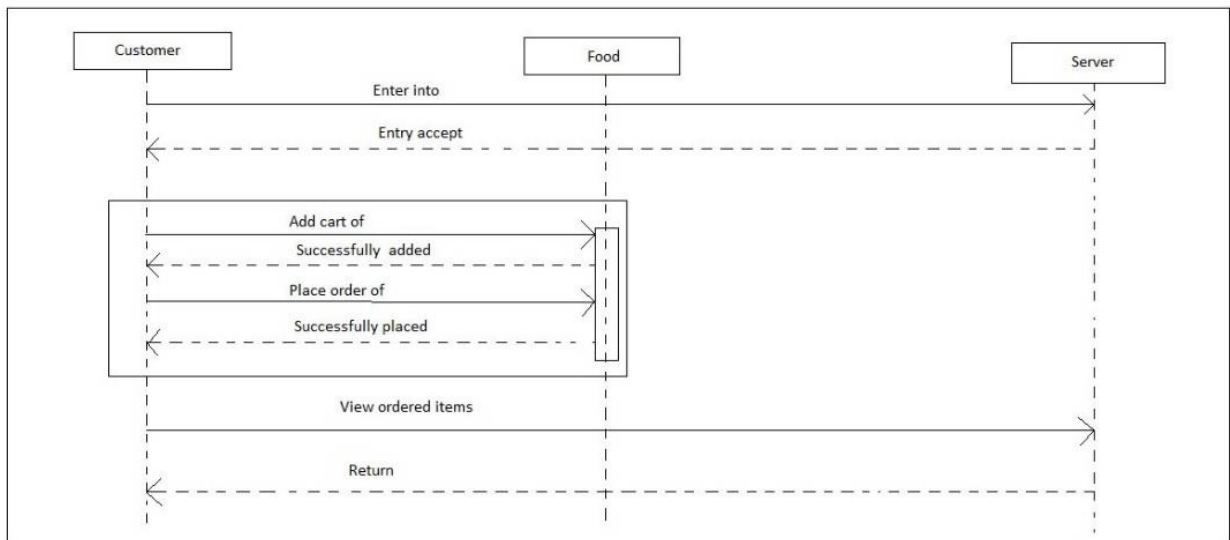 Customer
Food
Server
Enter into
Entry accept
Add cart of
Successfully added
Place order of
Successfully placed
View ordered items
Return